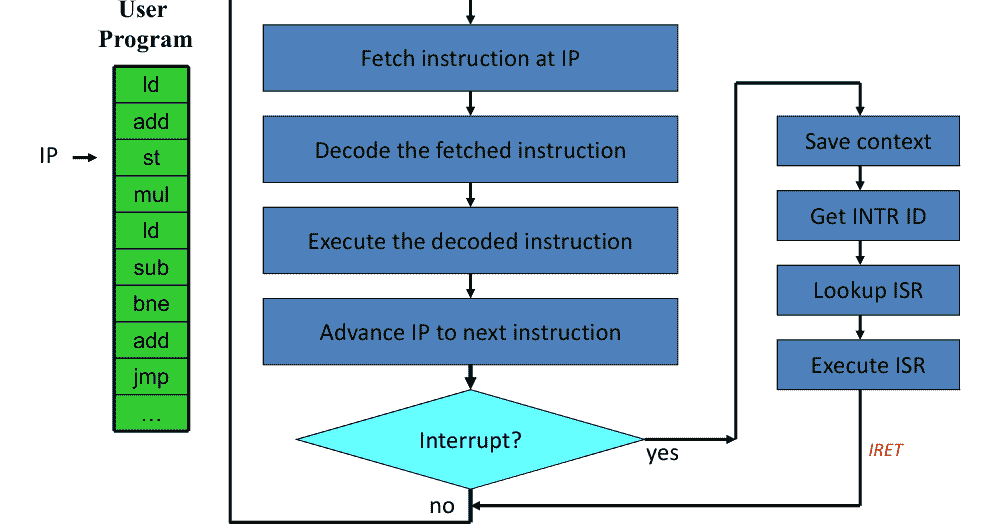 User
Program
ld
add
IP
st
mul
ld
sub
bne
add
jmp
...
Fetch instruction at IP
Decode the fetched instruction
Execute the decoded instruction
Advance IP to next instruction
Interrupt?
yes
no
Save context
Get INTR ID
Lookup ISR
Execute ISR
IRET